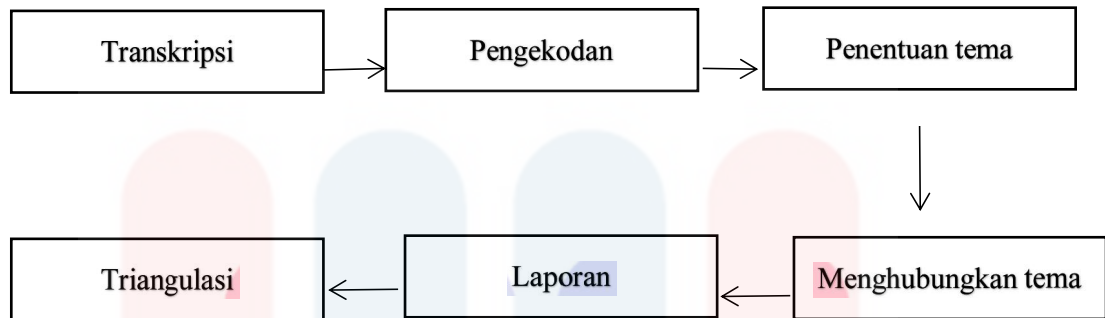 Transkripsi
Pengekodan
Penentuan tema
Menghubungkan tema
Laporan
Triangulasi